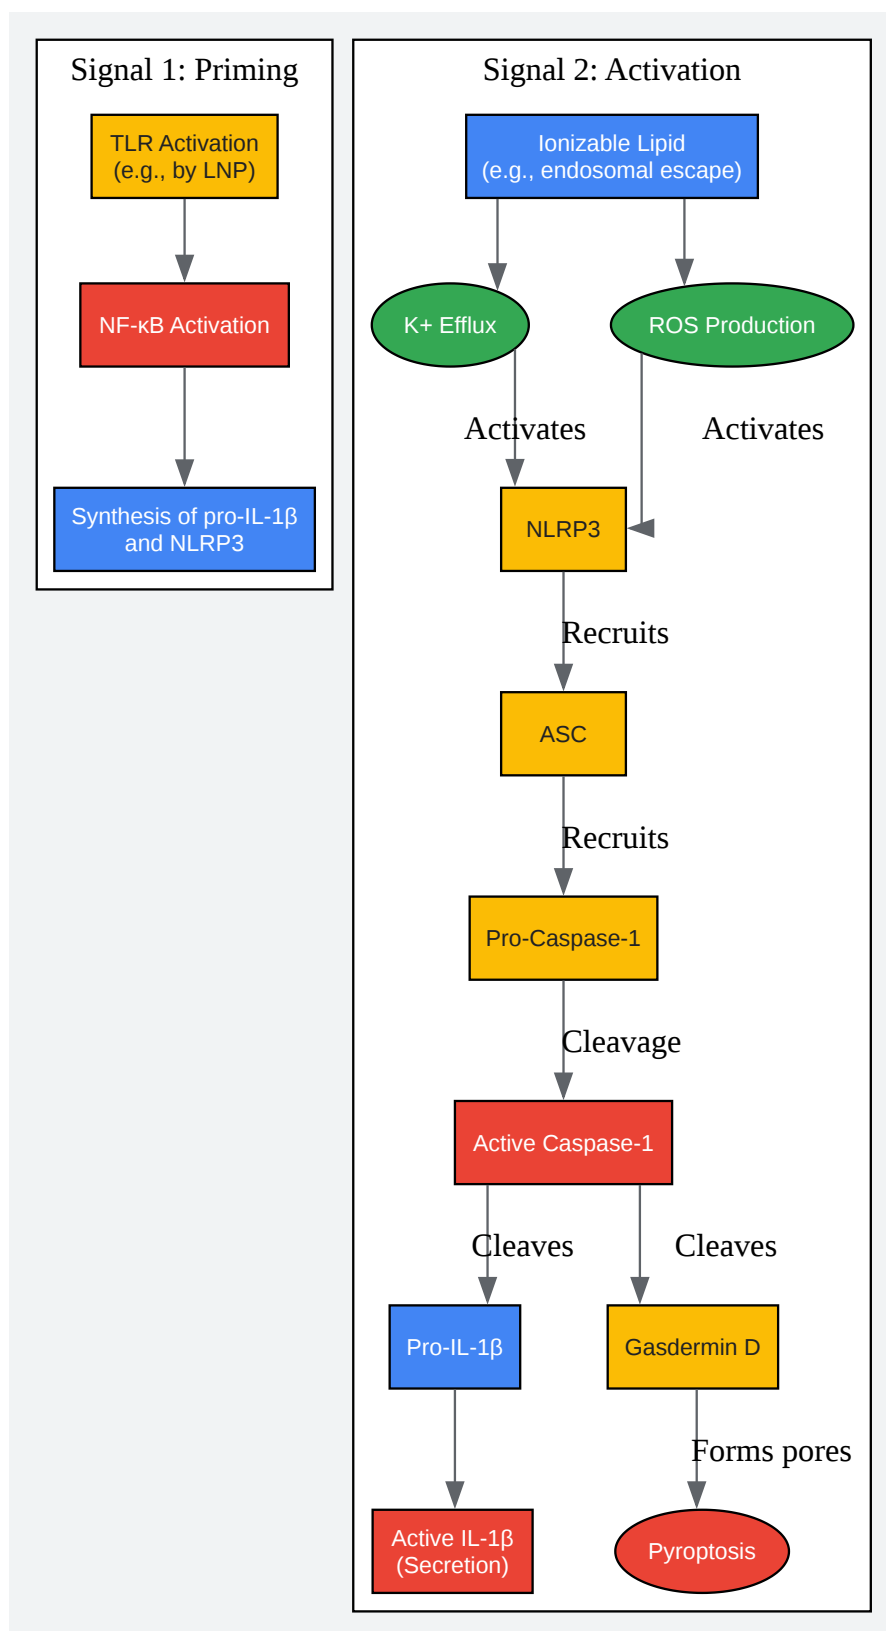 Signal 1: Priming
TLR Activation
(e.g., by LNP)
NF-κB Activation
Synthesis of pro-IL-1β
and NLRP3
Signal 2: Activation
Ionizable Lipid
(e.g., endosomal escape)
K+ Efflux
ROS Production
Activates
Activates
NLRP3
Recruits
ASC
Recruits
Pro-Caspase-1
Cleavage
Active Caspase-1
Cleaves
Cleaves
Pro-IL-1β
Gasdermin D
Forms pores
Active IL-1β
(Secretion)
Pyroptosis